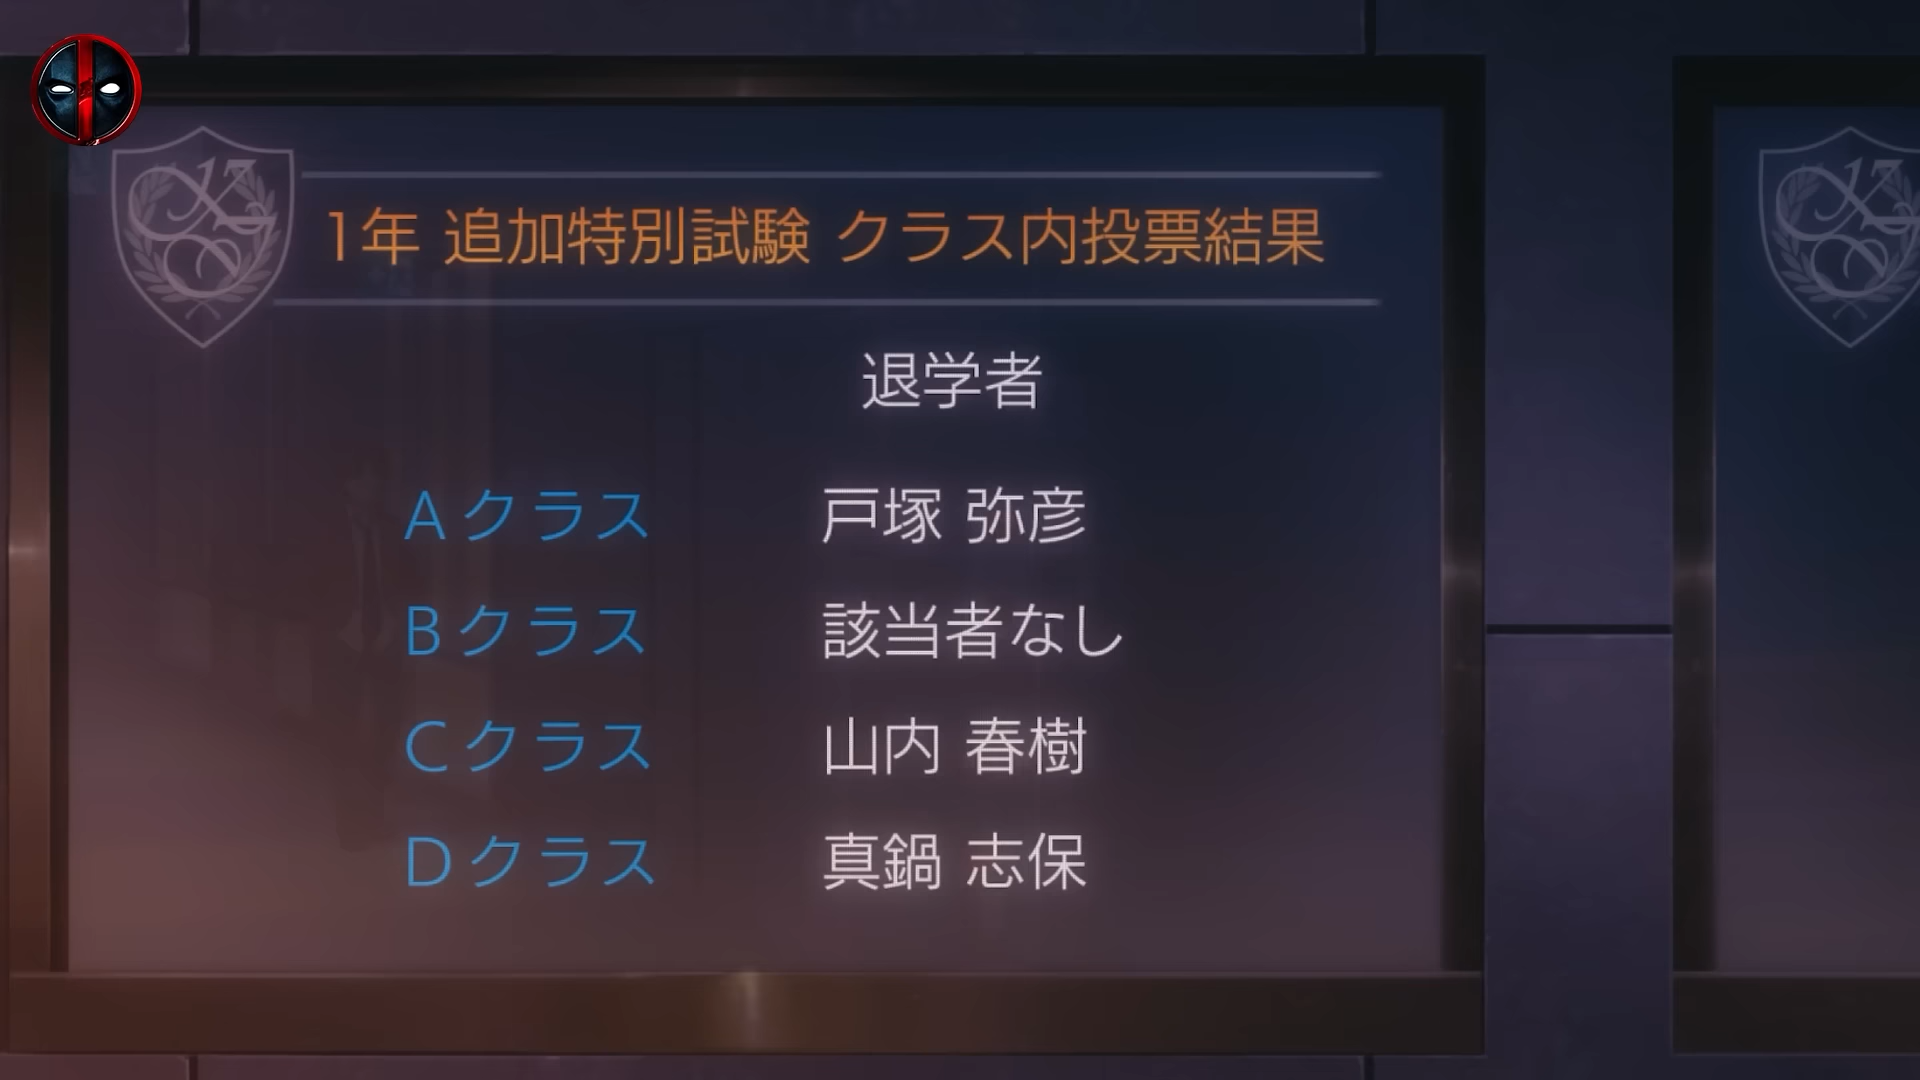 1年 追加特別試験 クラス内投票結果
退学者
Aクラス 戸塚 弥彦
Bクラス 該当者なし
Cクラス 山内 春樹
Dクラス 真鍋 志保